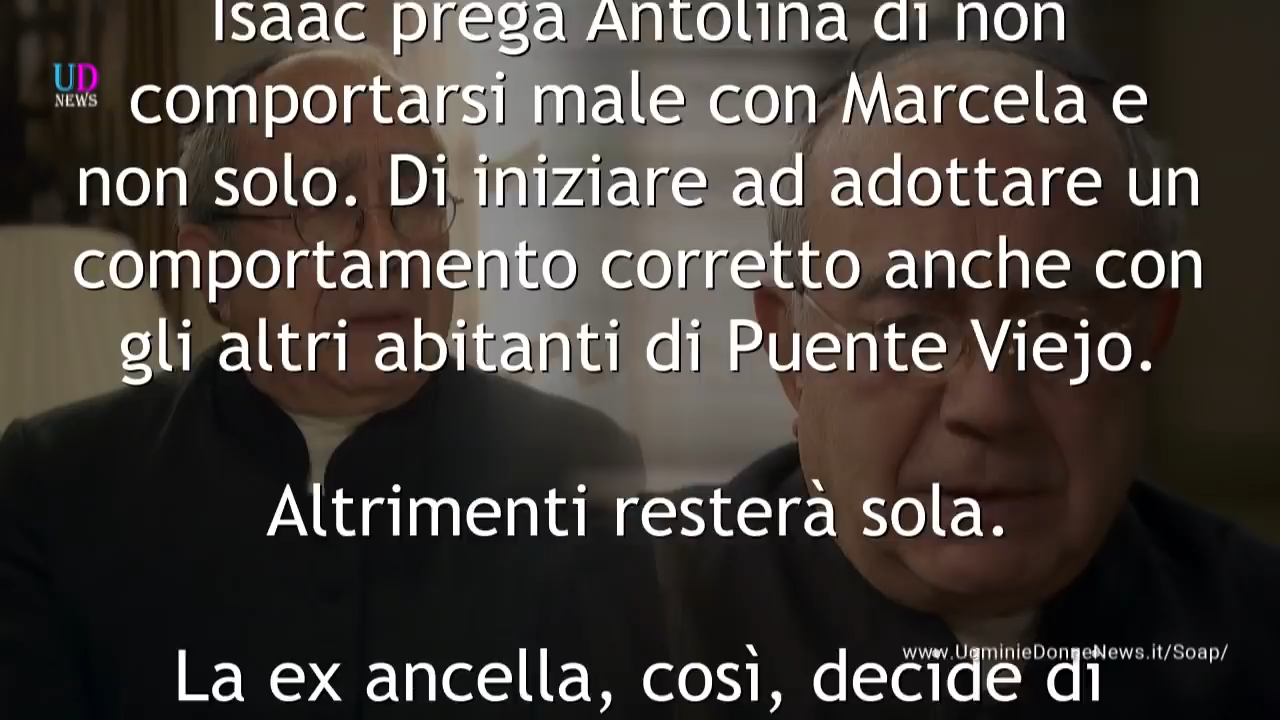 Isaac prega Antolina di non
UD
NEWS
comportarsi male con Marcela e
non solo. Di iniziare ad adottare un
comportamento corretto anche con
gli altri abitanti di Puente Viejo.
Altrimenti resterà sola.
www.UominieDonneNews.it/Soap/
La ex ancella, così, decide di